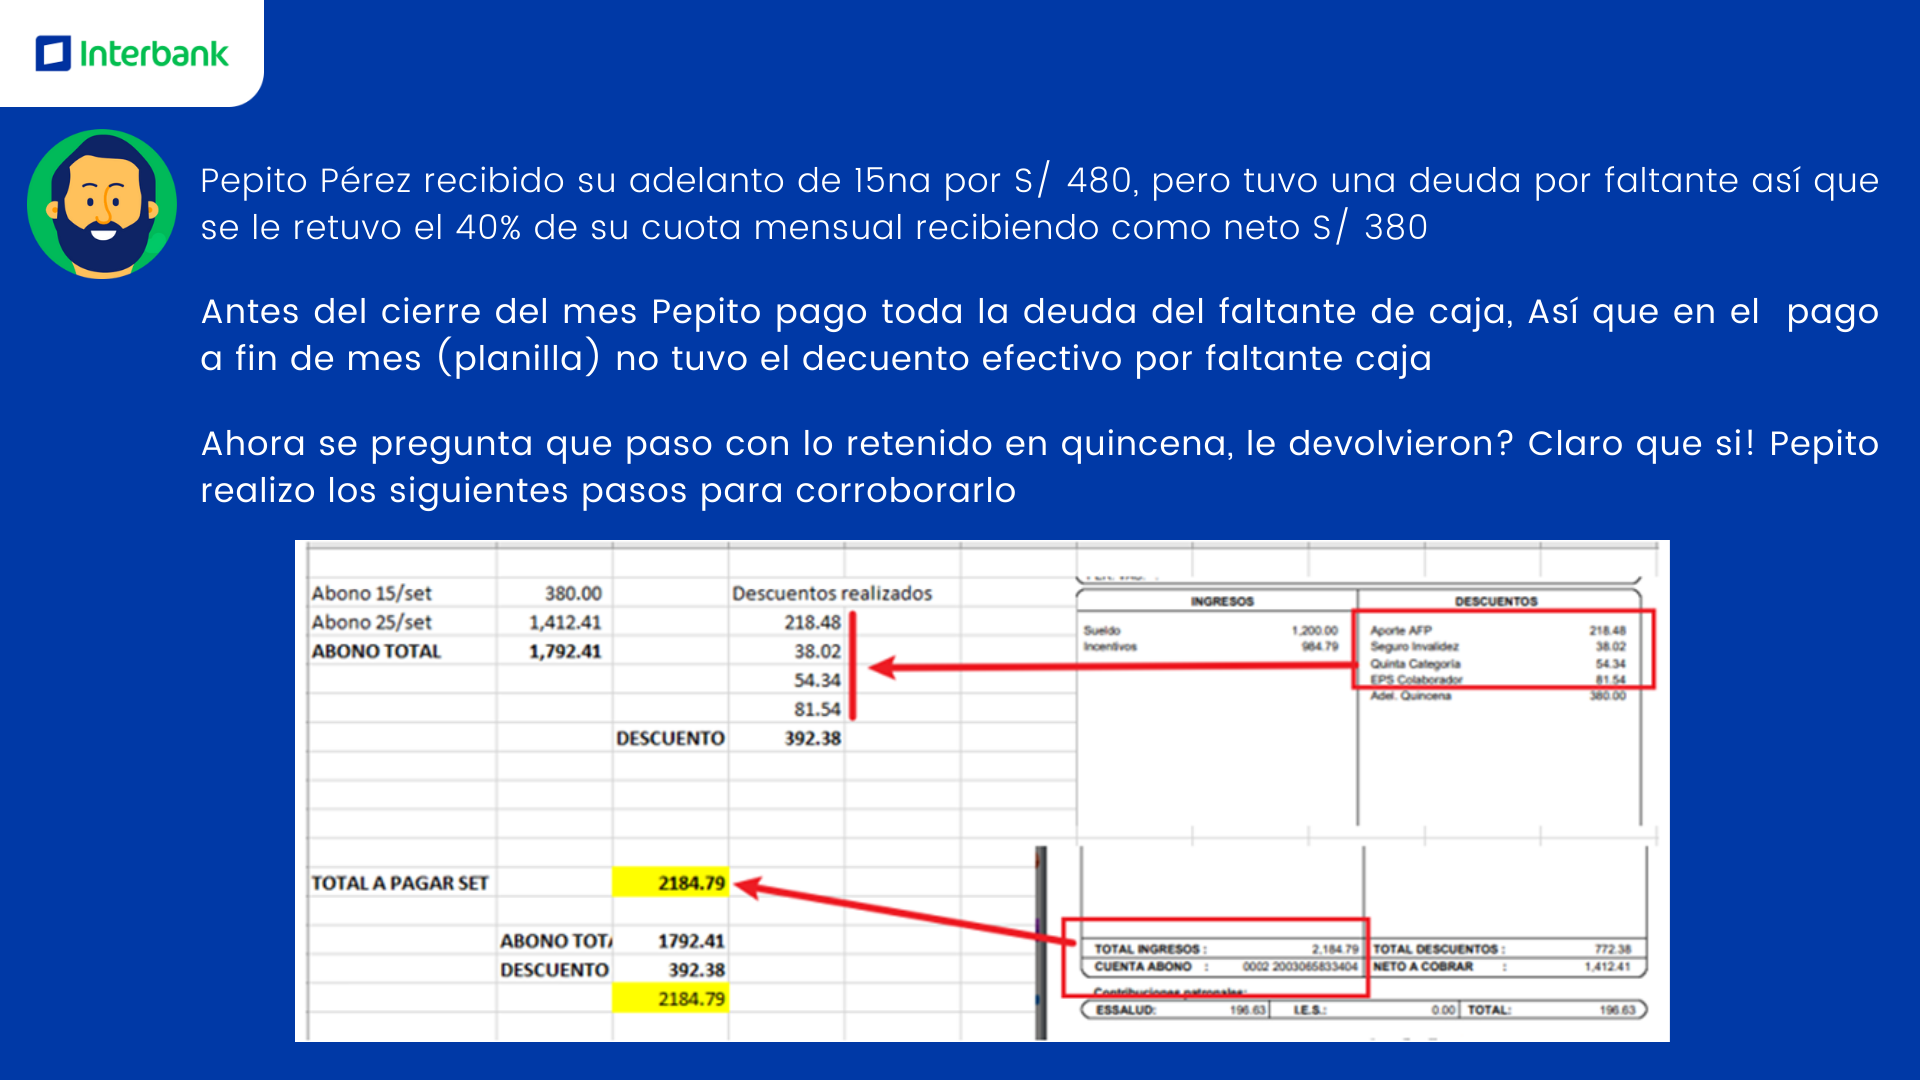 Interbank
Pepito Pérez recibido su adelanto de 15na por S/ 480, pero tuvo una deuda por faltante así que
se le retuvo el 40% de su cuota mensual recibiendo como neto S/ 380
Antes del cierre del mes Pepito pago toda la deuda del faltante de caja, Así que en el pago
a fin de mes (planilla) no tuvo el decuento efectivo por faltante caja
Ahora se pregunta que paso con lo retenido en quincena, le devolvieron? Claro que si! Pepito
realizo los siguientes pasos para corroborarlo
Abono 15/set 380.00 Descuentos realizados
Abono 25/set 1,412.41 218.48
ABONO TOTAL 1,792.41 38.02
54.34
81.54
DESCUENTO 392.38
TOTAL A PAGAR SET 2184.79
ABONO TOTA 1792.41
DESCUENTO 392.38
2184.79
INGRESOS DESCUENTOS
Sueldo 1,200.00 Aporte AFP 218.48
Incentivos 984.79 Seguro Invalidez 38.02
Quinta Categoría 54.34
EPS Colaborador 81.54
Adel. Quincena 380.00
TOTAL INGRESOS : 2,184.79 TOTAL DESCUENTOS : 772.38
CUENTA ABONO : 0002 2003065833404 NETO A COBRAR : 1,412.41
Contribuciones patronales:
ESSALUD: 196.63 I.E.S.: 0.00 TOTAL: 196.63